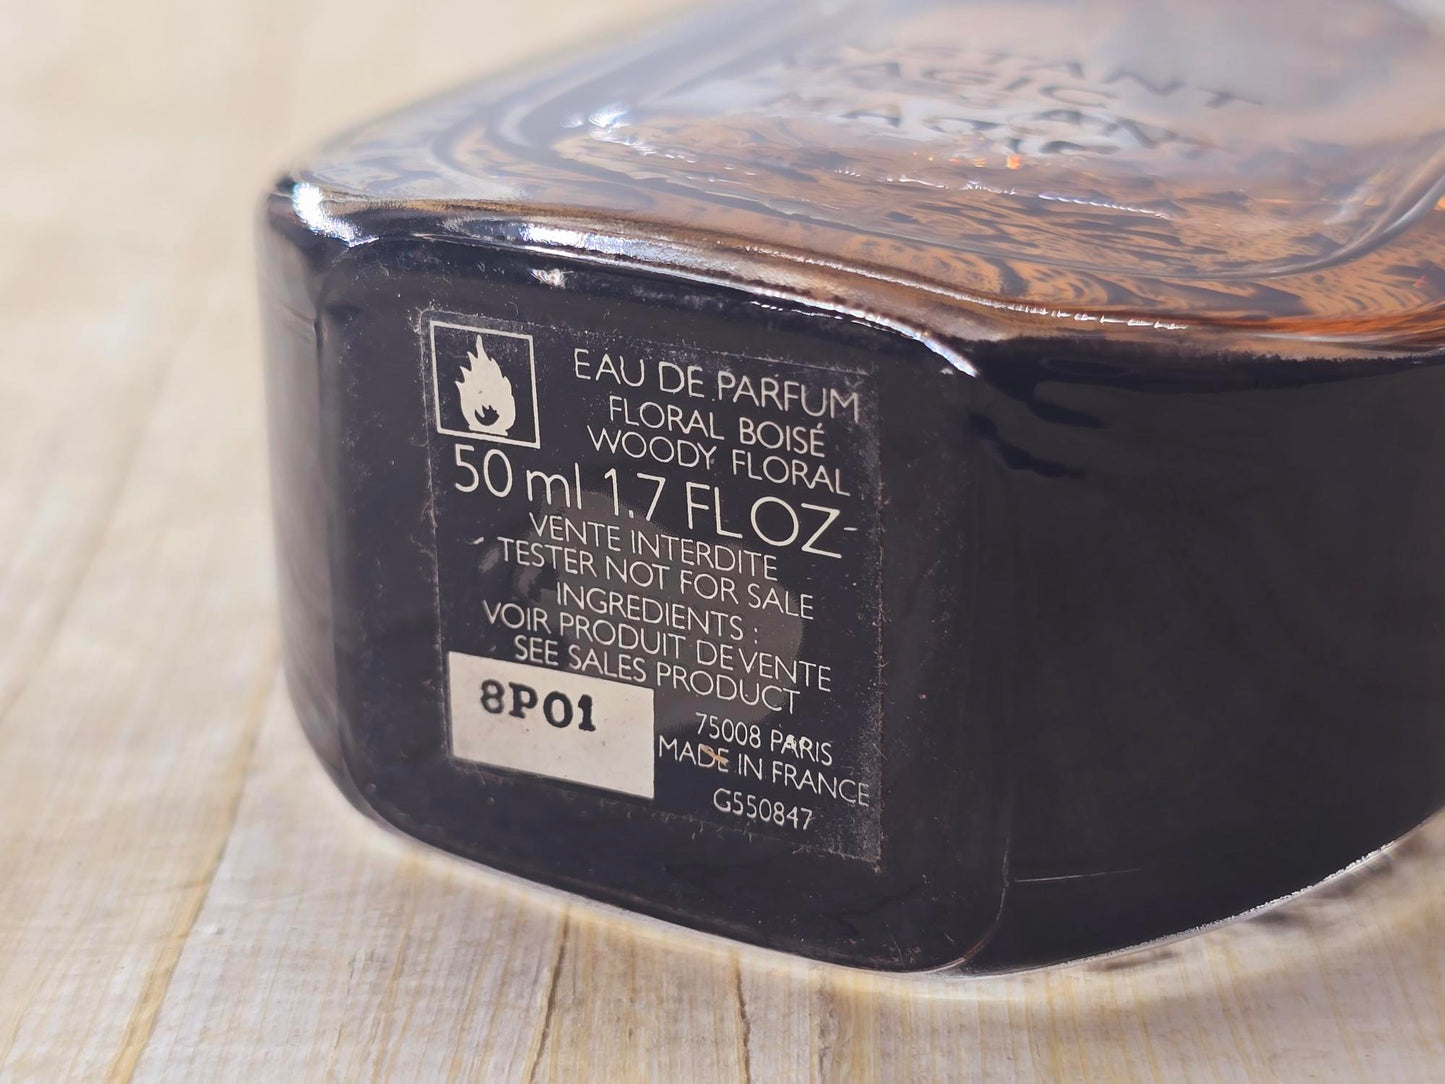 EAU DE PARFUM
FLORAL BOISÉ
WOODY FLORAL
50 ml 1.7 FL OZ
VENTE INTERDITE
TESTER NOT FOR SALE
INGREDIENTS :
VOIR PRODUIT DE VENTE
SEE SALES PRODUCT
8P01
75008 PARIS
MADE IN FRANCE
G550847